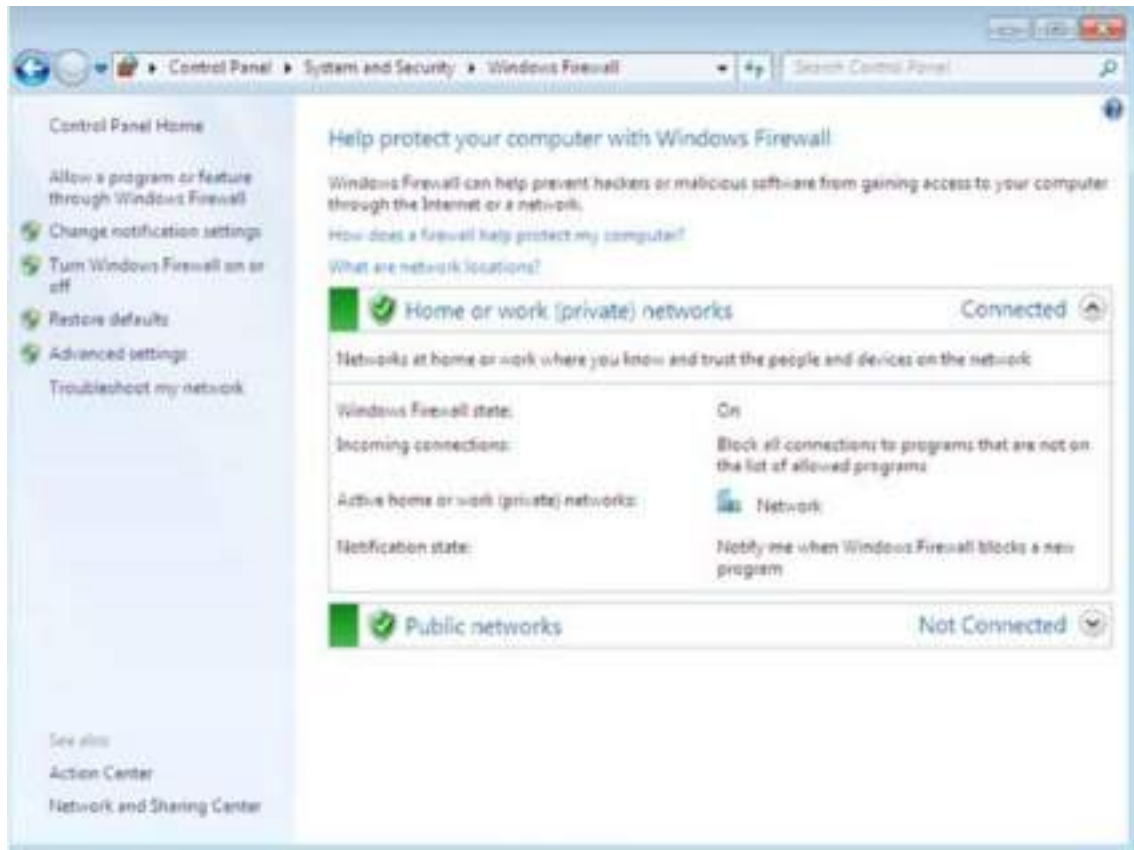 Control Panel ▸ System and Security ▸ Windows Firewall
Search Control Panel
Control Panel Home
Allow a program or feature
through Windows Firewall
Change notification settings
Turn Windows Firewall on or
off
Restore defaults
Advanced settings
Troubleshoot my network
See also
Action Center
Network and Sharing Center
Help protect your computer with Windows Firewall
Windows Firewall can help prevent hackers or malicious software from gaining access to your computer
through the Internet or a network.
How does a firewall help protect my computer?
What are network locations?
Home or work (private) networks Connected
Networks at home or work where you know and trust the people and devices on the network
Windows Firewall state: On
Incoming connections: Block all connections to programs that are not on
the list of allowed programs
Active home or work (private) networks: Network
Notification state: Notify me when Windows Firewall blocks a new
program
Public networks Not Connected